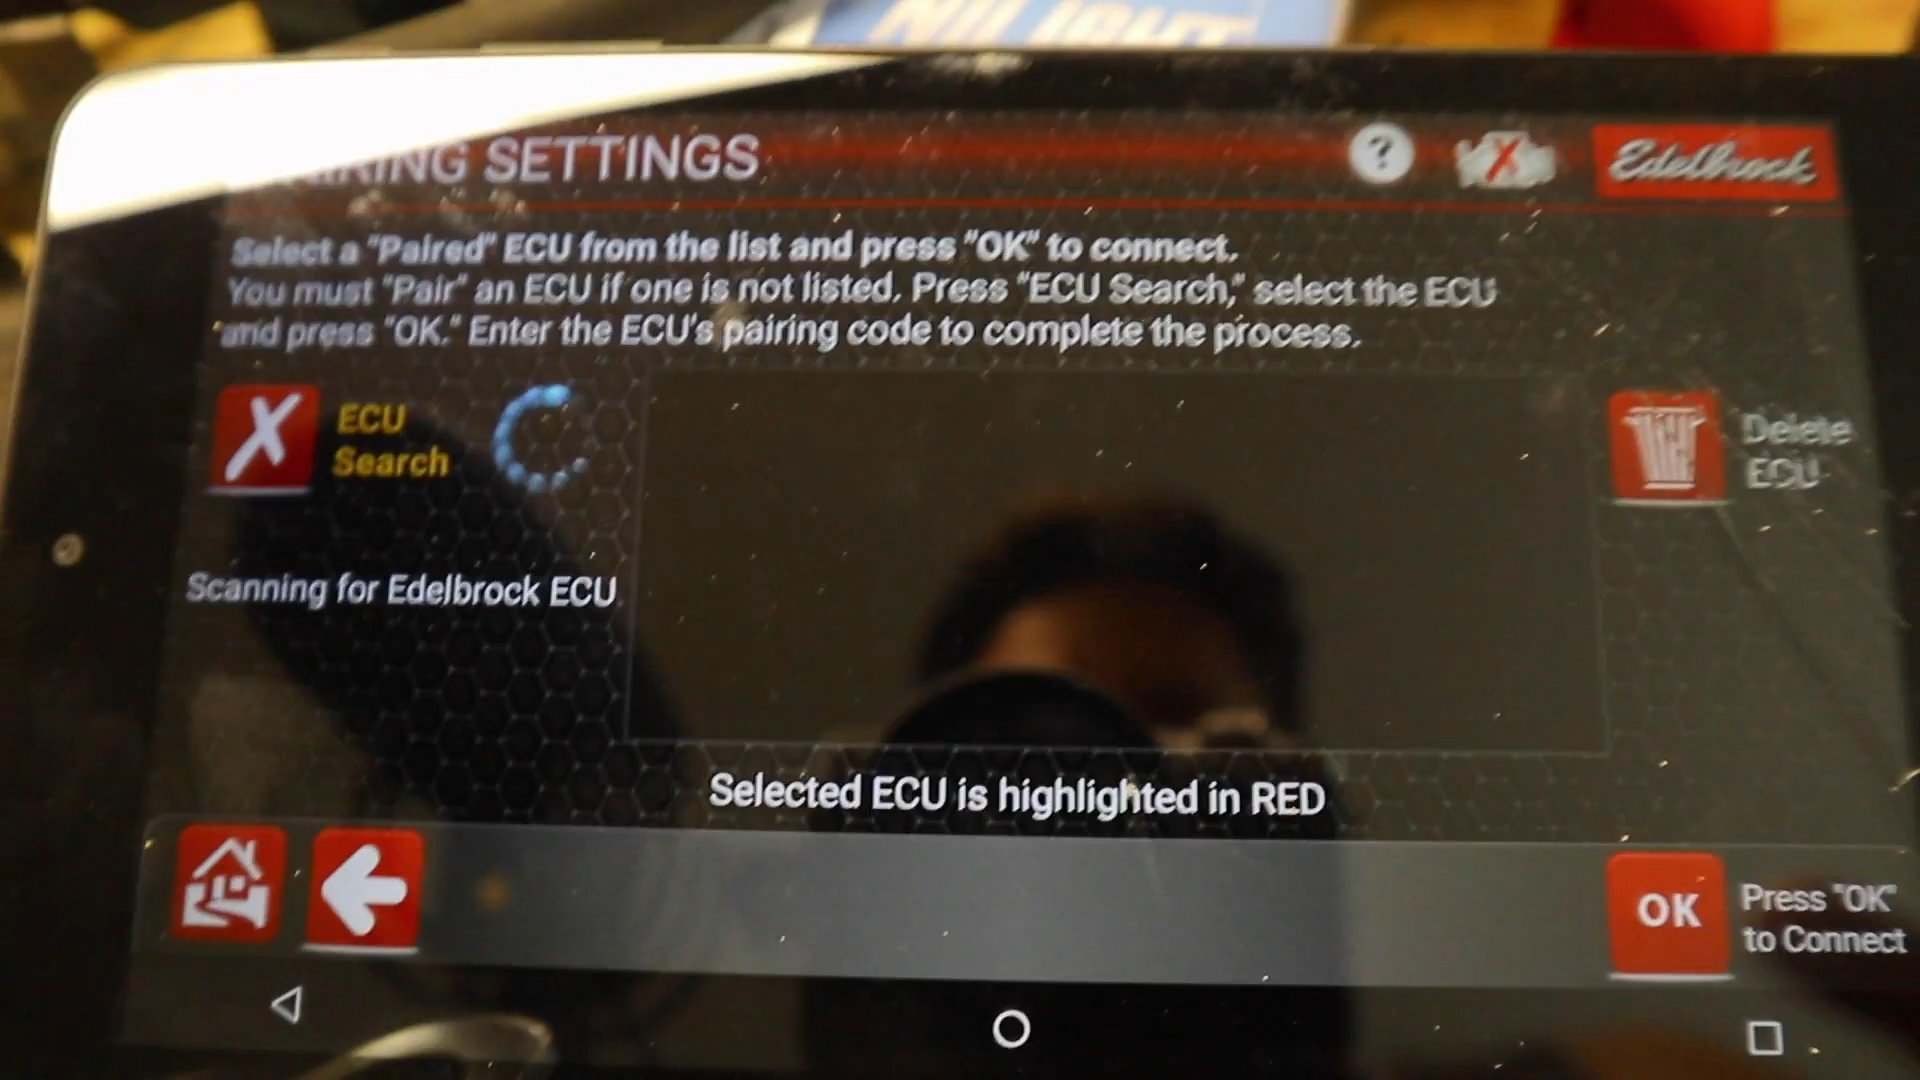 NILIGHT
PAIRING SETTINGS
?
Edelbrock
Select a "Paired" ECU from the list and press "OK" to connect.
You must "Pair" an ECU if one is not listed. Press "ECU Search," select the ECU
and press "OK." Enter the ECU's pairing code to complete the process.
ECU
Search
Delete
ECU
Scanning for Edelbrock ECU
Selected ECU is highlighted in RED
OK
Press "OK"
to Connect